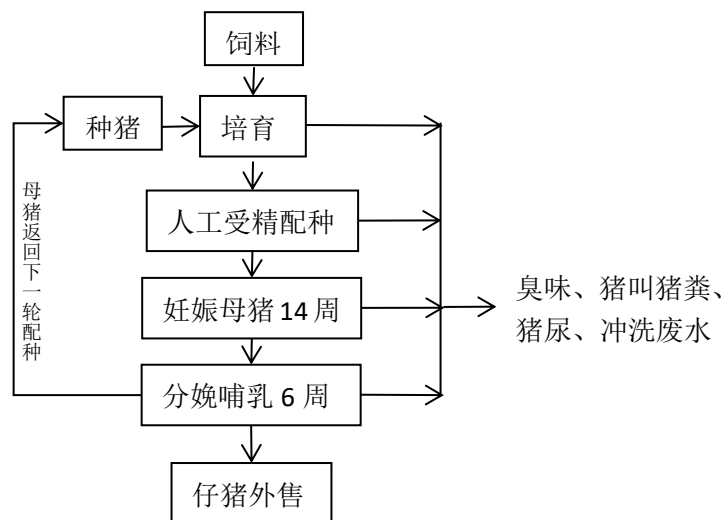 饲料
种猪
培育
人工受精配种
妊娠母猪 14 周
分娩哺乳 6 周
仔猪外售
母猪返回下一轮配种
臭味、猪叫猪粪、
猪尿、冲洗废水